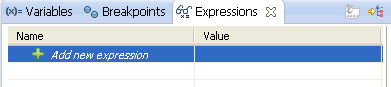 (x)= Variables Breakpoints Expressions
Name Value
Add new expression